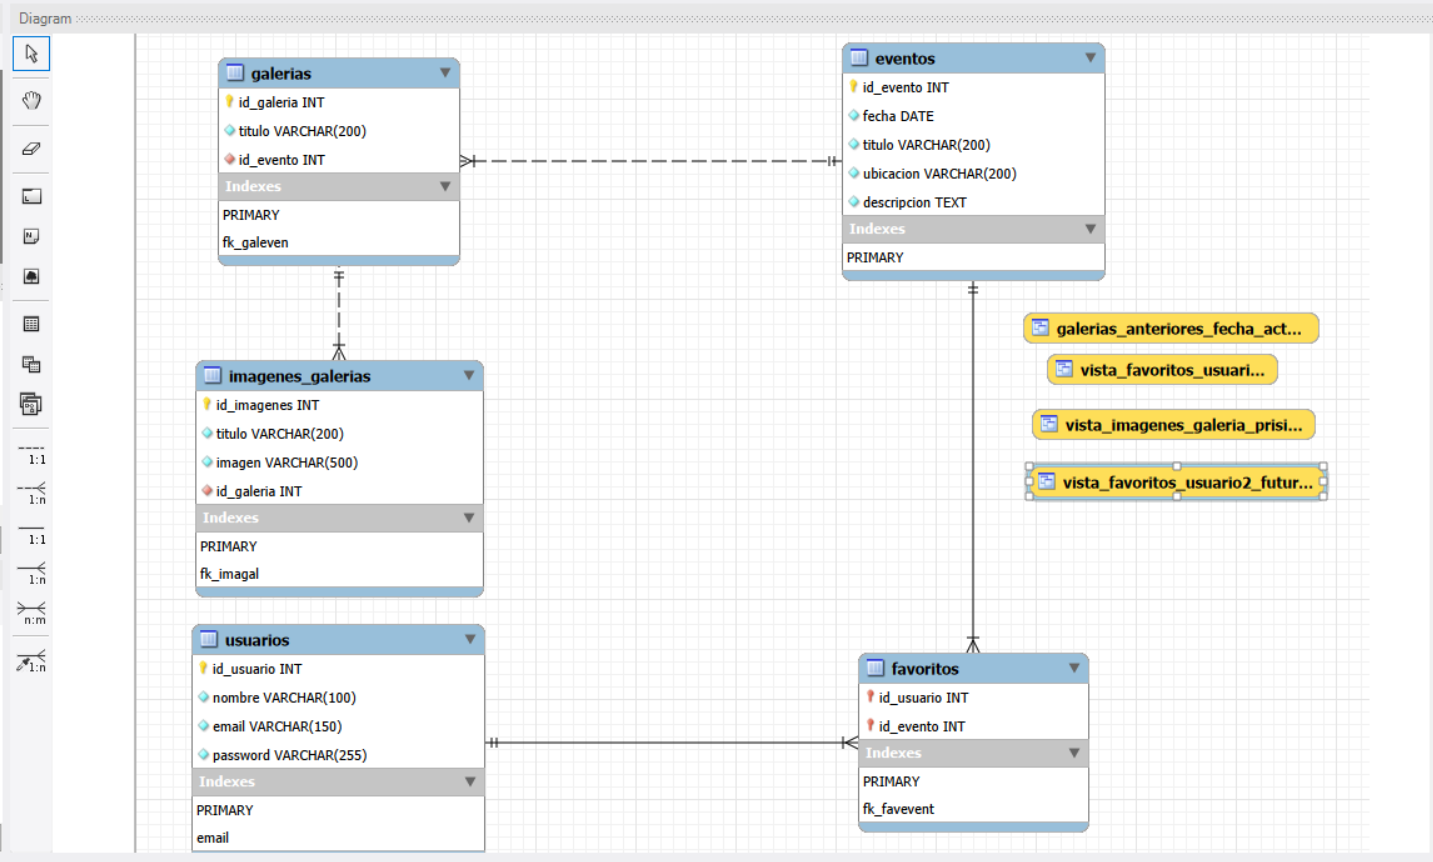 Diagram
galerias
id_galeria INT
titulo VARCHAR(200)
id_evento INT
Indexes
PRIMARY
fk_galeven
eventos
id_evento INT
fecha DATE
titulo VARCHAR(200)
ubicacion VARCHAR(200)
descripcion TEXT
Indexes
PRIMARY
galerias_anteriores_fecha_act...
vista_favoritos_usuari...
vista_imagenes_galeria_prisi...
vista_favoritos_usuario2_futur...
imagenes_galerias
id_imagenes INT
titulo VARCHAR(200)
imagen VARCHAR(500)
id_galeria INT
Indexes
PRIMARY
fk_imagal
usuarios
id_usuario INT
nombre VARCHAR(100)
email VARCHAR(150)
password VARCHAR(255)
Indexes
PRIMARY
email
favoritos
id_usuario INT
id_evento INT
Indexes
PRIMARY
fk_favevent
1:1
1:n
1:1
1:n
n:m
1:n